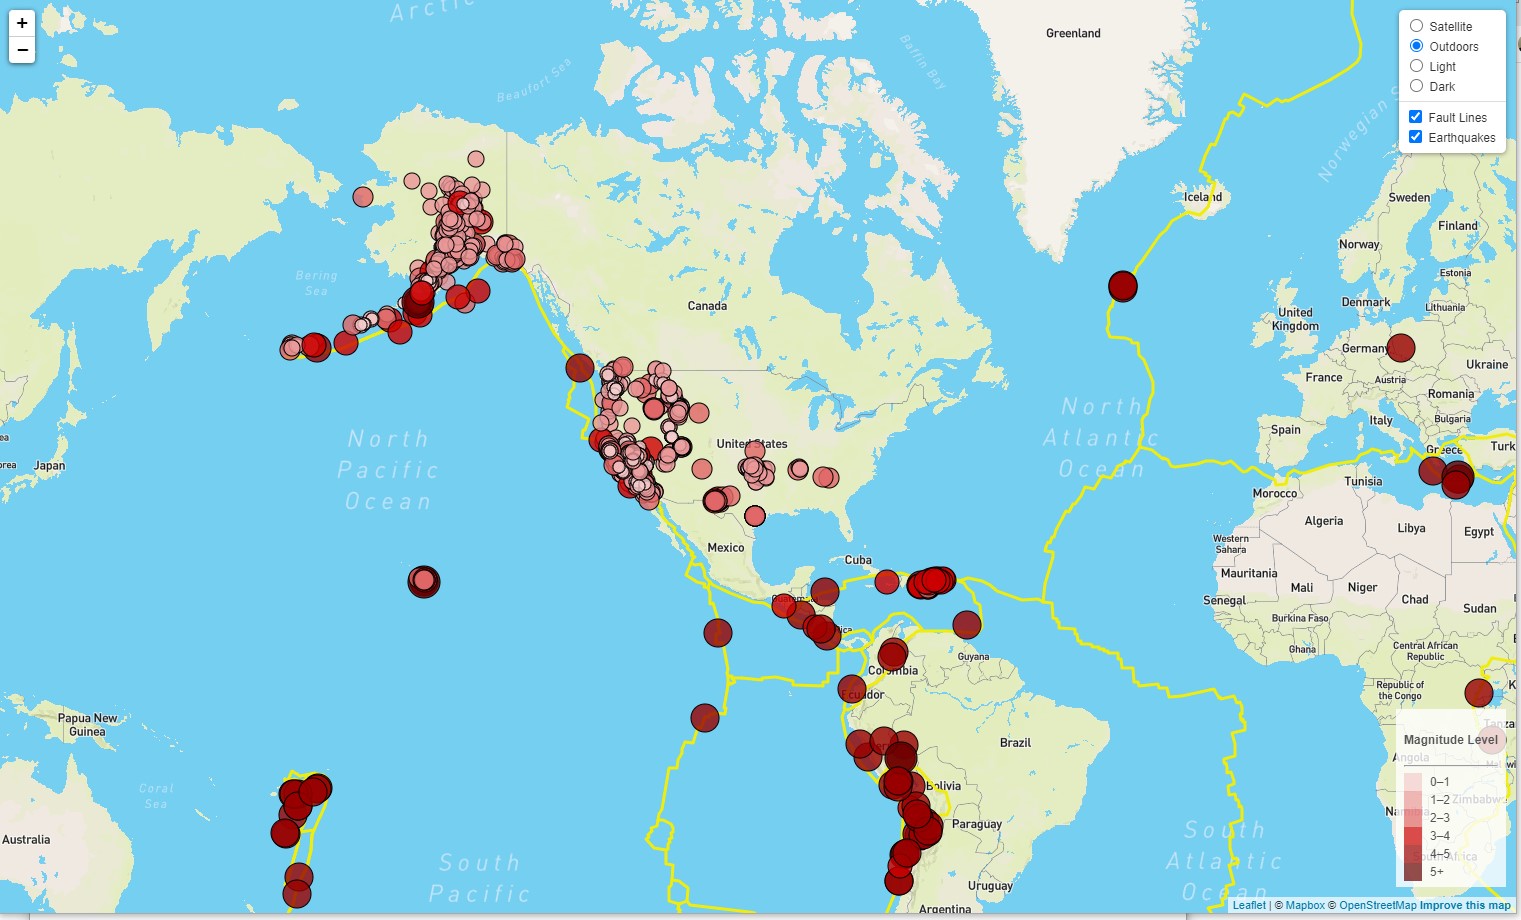 +
−
Arctic
Greenland
Baffin Bay
Beaufort Sea
Satellite
Outdoors
Light
Dark
Fault Lines
Earthquakes
Norwegian S
Iceland
Sweden
Finland
Norway
Estonia
Bering
Sea
Canada
United
Kingdom
Denmark
Lithuania
Germany
Ukraine
France
Austria
Romania
Italy
Bulgaria
Spain
Greece
Turk
North
Pacific
Ocean
North
Atlantic
Ocean
United States
ea
Japan
orea
Morocco
Tunisia
Algeria
Libya
Egypt
Mexico
Western
Sahara
Cuba
Mauritania
Mali
Niger
Senegal
Chad
Sudan
Burkina Faso
Ghana
Central African
Republic
Guyana
Colombia
Ecuador
Republic of
the Congo
K
Papua New
Guinea
Brazil
Tanza
Magnitude Level
Angola
Malwi
0–1
1–2
2–3
3–4
4–5
5+
Zimbabw
Bolivia
Coral
Sea
Paraguay
Australia
South
Pacific
South
Atlantic
Ocean
South Africa
Uruguay
Argentina
Leaflet | © Mapbox © OpenStreetMap Improve this map